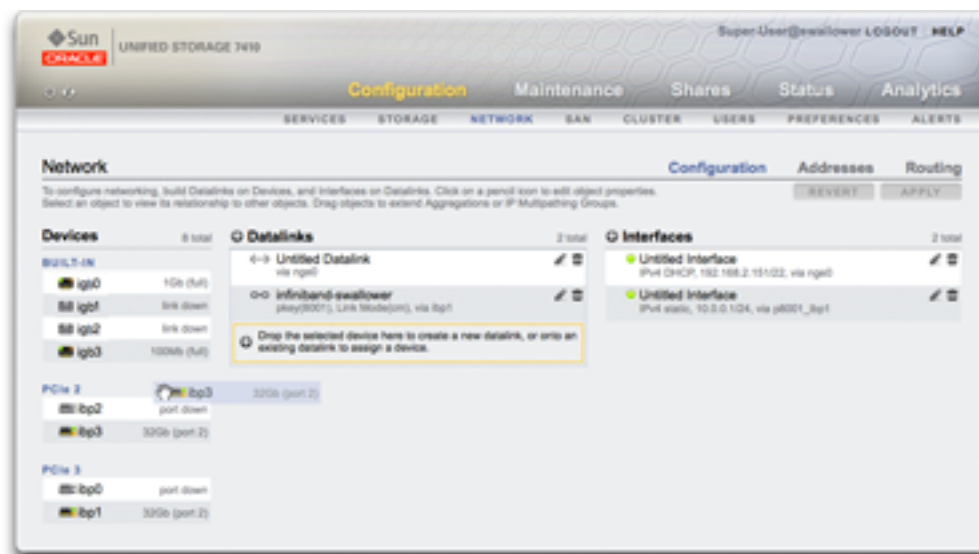 Sun
ORACLE
UNIFIED STORAGE 7410
Super-User@swallower LOGOUT HELP
Configuration Maintenance Shares Status Analytics
SERVICES STORAGE NETWORK SAN CLUSTER USERS PREFERENCES ALERTS
Network
Configuration Addresses Routing
To configure networking, build Datalinks on Devices, and Interfaces on Datalinks. Click on a pencil icon to edit object properties.
Select an object to view its relationship to other objects. Drag objects to extend Aggregations or IP Multipathing Groups.
REVERT APPLY
Devices 8 total
BUILT-IN
igb0 1Gb (full)
igb1 link down
igb2 link down
igb3 100Mb (full)
PCIe 2
ibp3 32Gb (port 2)
ibp2 port down
ibp3 32Gb (port 2)
PCIe 3
ibp0 port down
ibp1 32Gb (port 2)
Datalinks 2 total
Untitled Datalink
via nge0
infiniband-swallower
pkey(8001), Link Mode(cm), via ibp1
Drop the selected device here to create a new datalink, or onto an
existing datalink to assign a device.
Interfaces 2 total
Untitled Interface
IPv4 DHCP, 192.168.2.151/22, via nge0
Untitled Interface
IPv4 static, 10.0.0.1/24, via p8001_ibp1